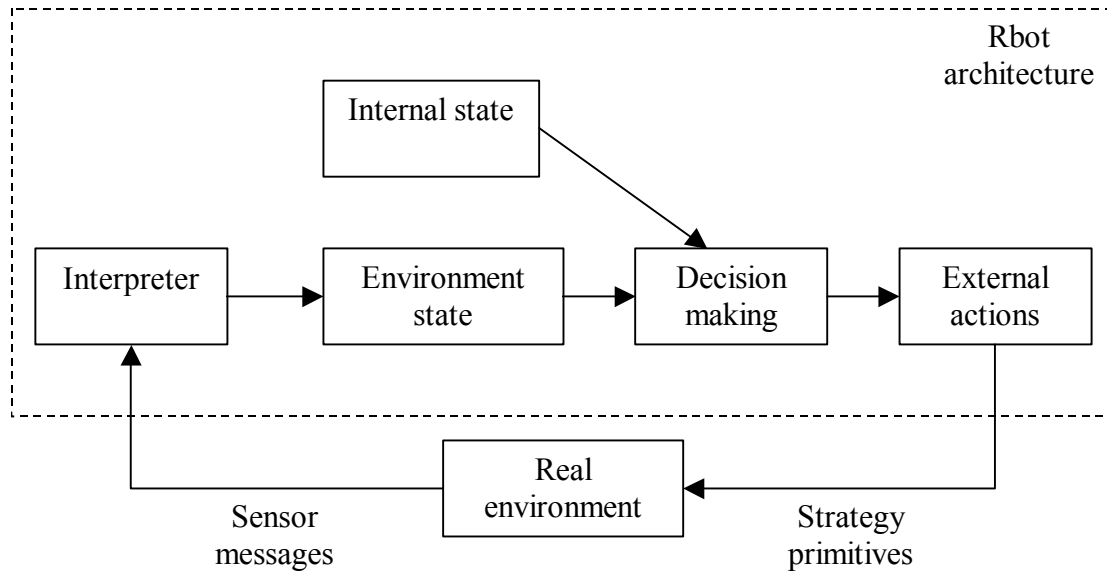 Rbot
architecture
Internal state
Interpreter
Environment
state
Decision
making
External
actions
Real
environment
Sensor
messages
Strategy
primitives